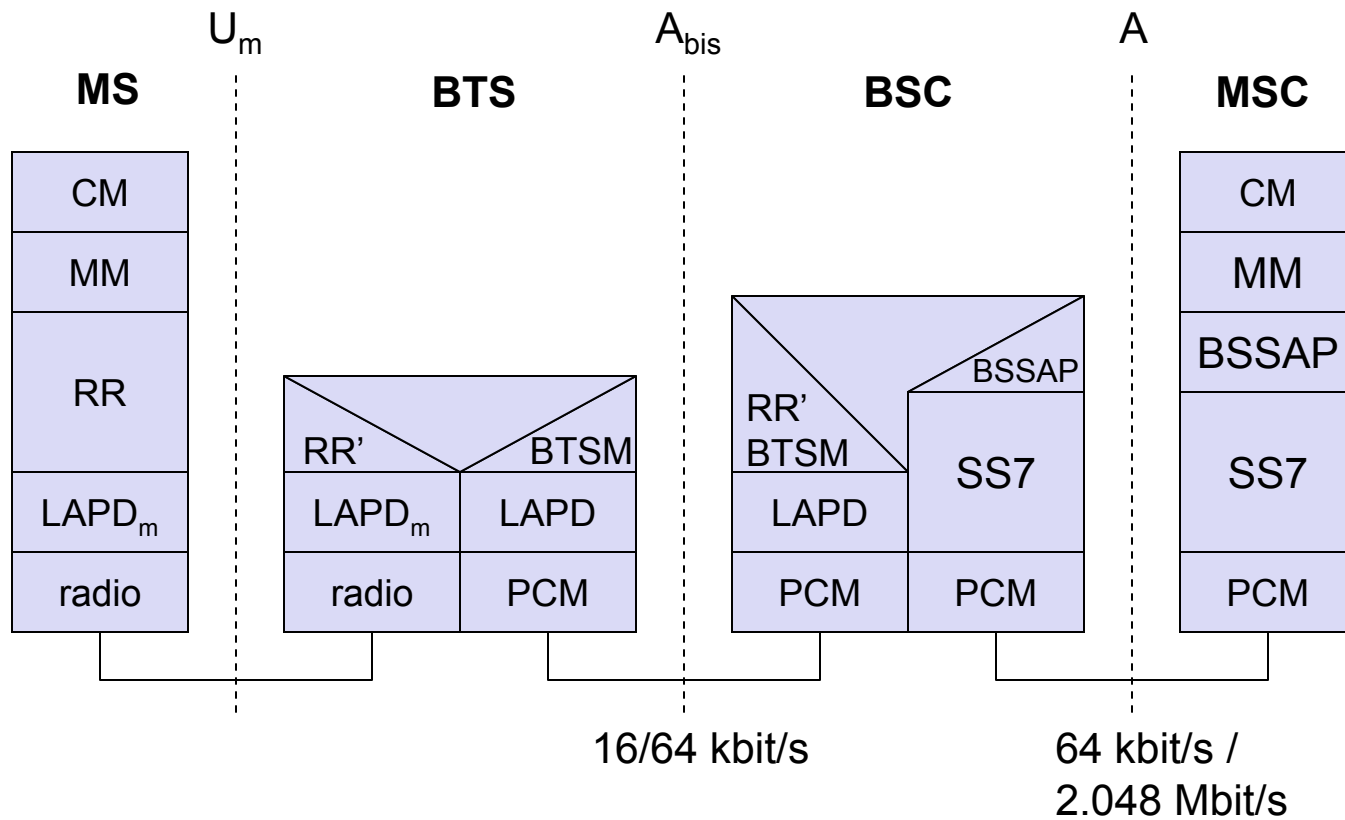 Um
Abis
A
MS
BTS
BSC
MSC
CM
MM
RR
LAPDm
radio
RR’
BTSM
LAPDm
LAPD
radio
PCM
RR’
BTSM
BSSAP
LAPD
SS7
PCM
PCM
CM
MM
BSSAP
SS7
PCM
16/64 kbit/s
64 kbit/s /
2.048 Mbit/s